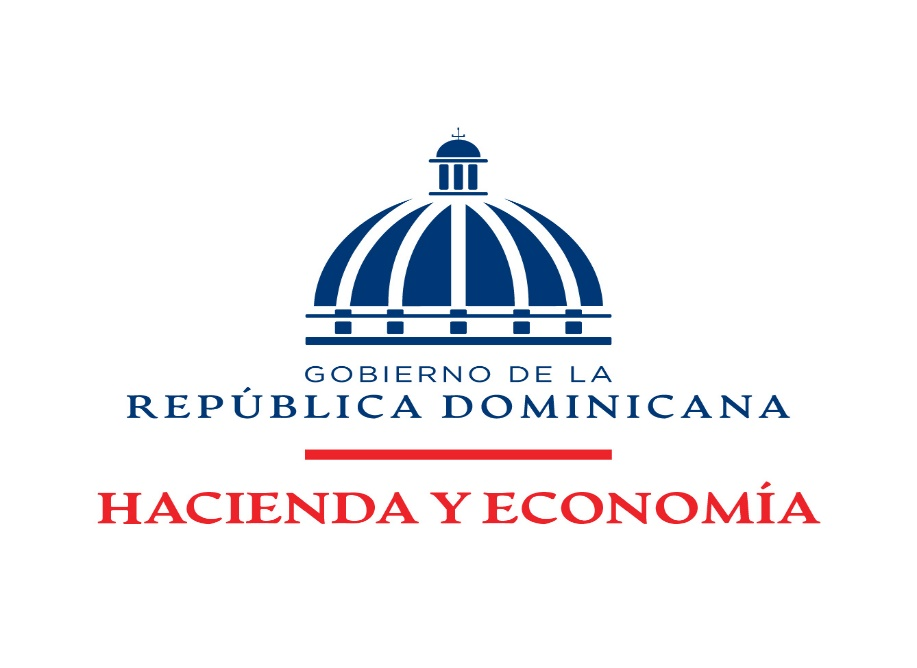 GOBIERNO DE LA
REPÚBLICA DOMINICANA
HACIENDA Y ECONOMÍA